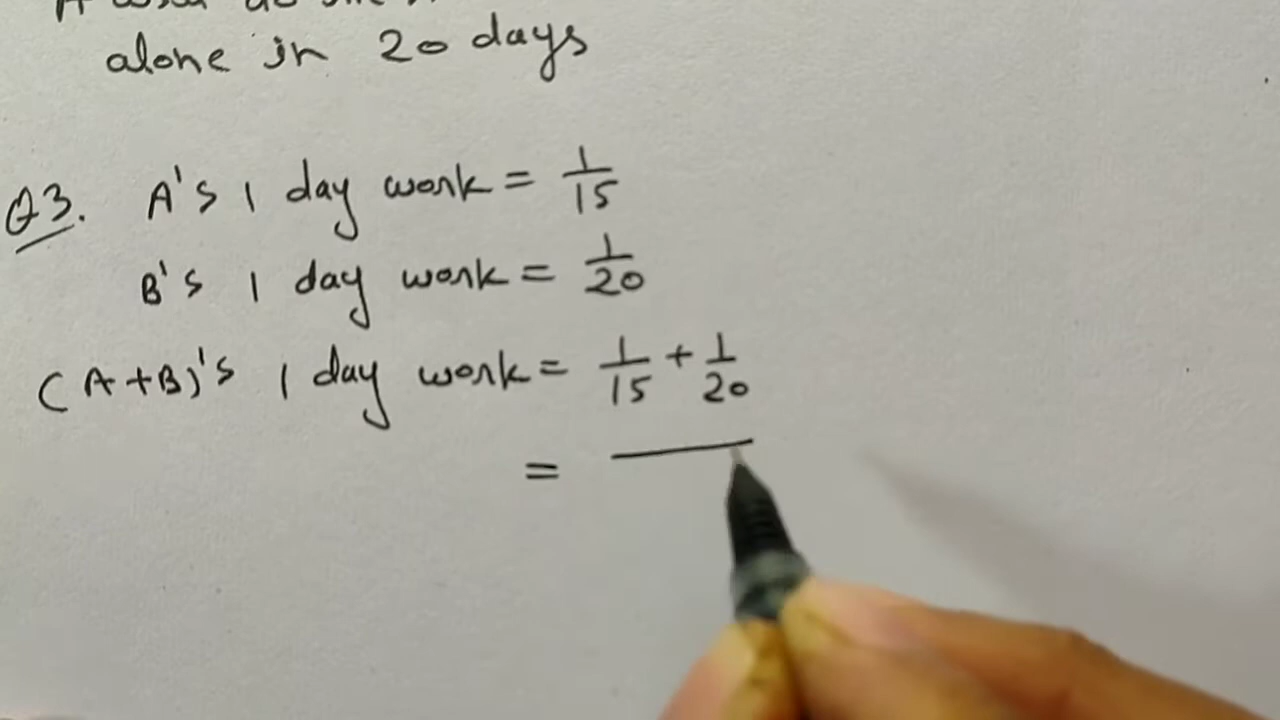 alone in 20 days
Q3. A's 1 day work = 1/15
B's 1 day work = 1/20
(A+B)'s 1 day work = 1/15 + 1/20
=